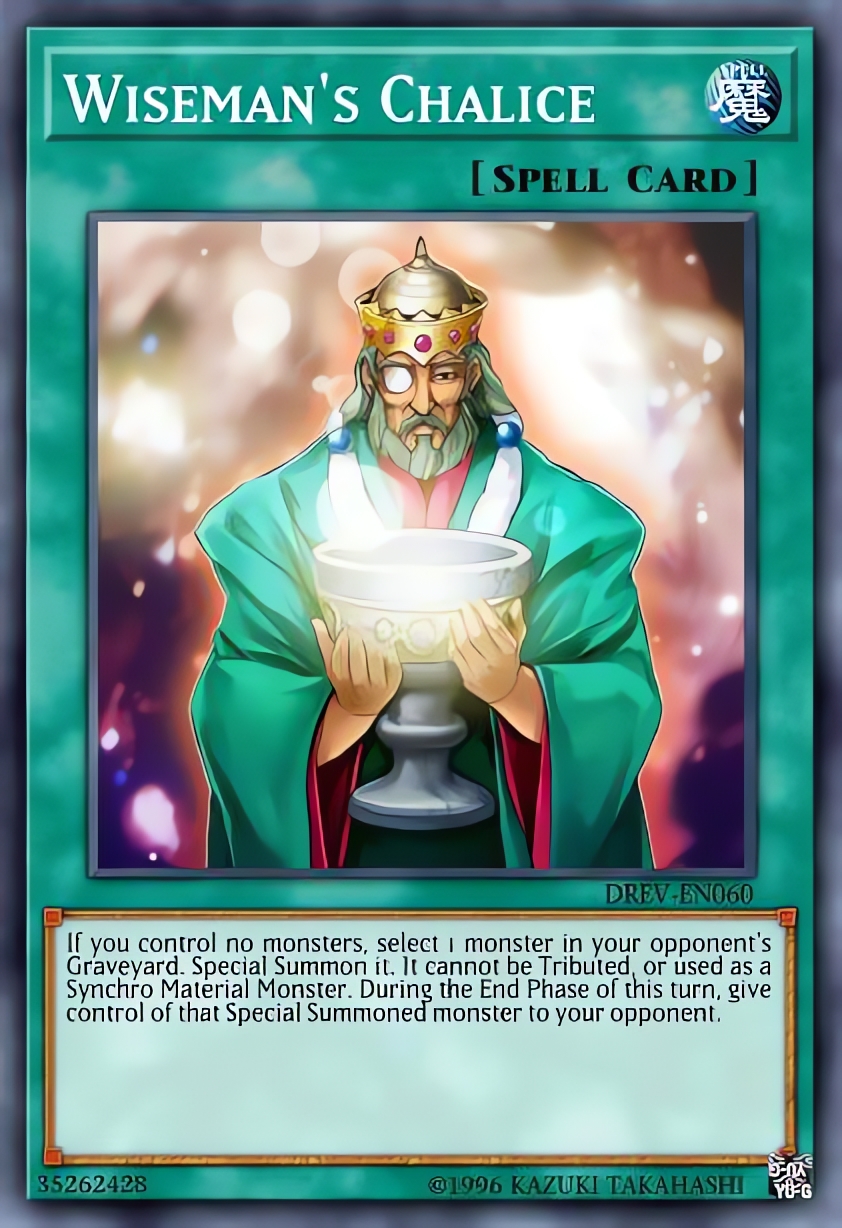 Wiseman's Chalice
魔
[Spell Card]
DREV-EN060
If you control no monsters, select 1 monster in your opponent's
Graveyard. Special Summon it. It cannot be Tributed, or used as a
Synchro Material Monster. During the End Phase of this turn, give
control of that Special Summoned monster to your opponent.
35262428
©1996 KAZUKI TAKAHASHI